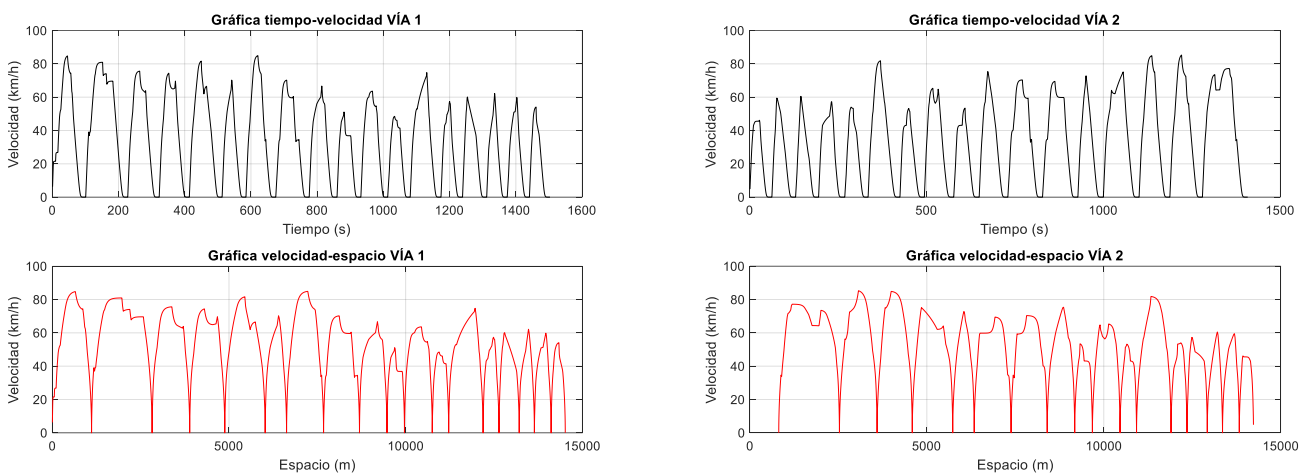 Gráfica tiempo-velocidad VÍA 1
100
80
60
40
20
0
Velocidad (km/h)
0 200 400 600 800 1000 1200 1400 1600
Tiempo (s)
Gráfica tiempo-velocidad VÍA 2
100
80
60
40
20
0
Velocidad (km/h)
0 500 1000 1500
Tiempo (s)
Gráfica velocidad-espacio VÍA 1
100
80
60
40
20
0
Velocidad (km/h)
0 5000 10000 15000
Espacio (m)
Gráfica velocidad-espacio VÍA 2
100
80
60
40
20
0
Velocidad (km/h)
0 5000 10000 15000
Espacio (m)